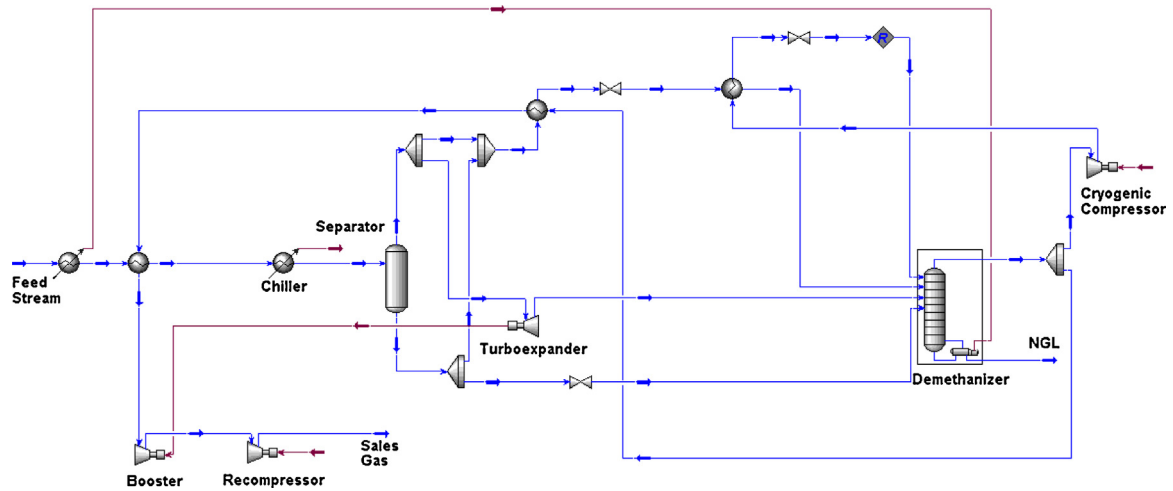 R
Cryogenic
Compressor
Separator
Feed
Stream
Chiller
Turboexpander
NGL
Demethanizer
Sales
Gas
Booster
Recompressor